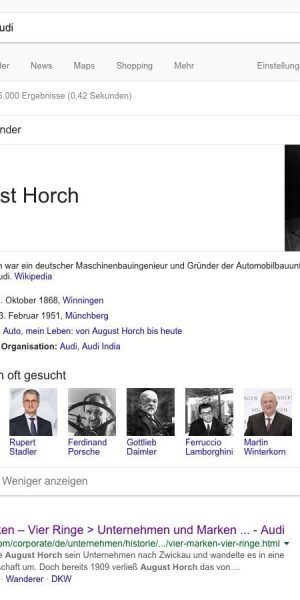 udi
der News Maps Shopping Mehr Einstellung
5.000 Ergebnisse (0,42 Sekunden)
nder
st Horch
n war ein deutscher Maschinenbauingenieur und Gründer der Automobilbauunt
udi. Wikipedia
. Oktober 1868, Winningen
3. Februar 1951, Münchberg
Auto, mein Leben: von August Horch bis heute
Organisation: Audi, Audi India
n oft gesucht
AGEN VOLK
Rupert Stadler
Ferdinand Porsche
Gottlieb Daimler
Ferruccio Lamborghini
Martin Winterkorn
Weniger anzeigen
ken – Vier Ringe > Unternehmen und Marken ... - Audi
om/corporate/de/unternehmen/historie/.../vier-marken-vier-ringe.html
e August Horch sein Unternehmen nach Zwickau und wandelte es in eine
schaft um. Doch bereits 1909 verließ August Horch das von ...
· Wanderer · DKW